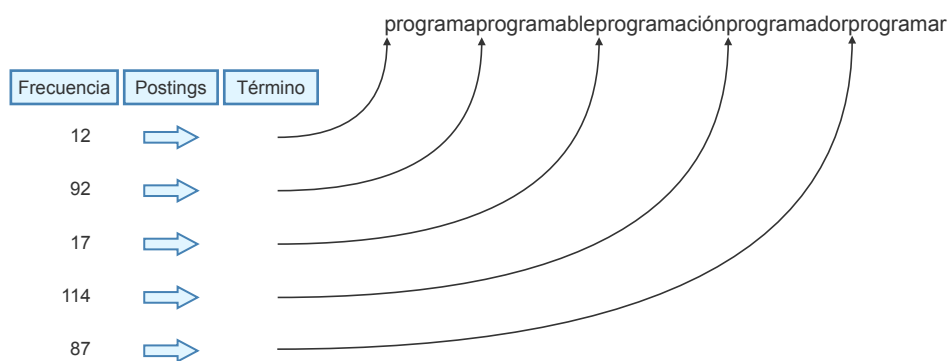 programaprogramableprogramaciónprogramadorprogramar
Frecuencia Postings Término
12
92
17
114
87